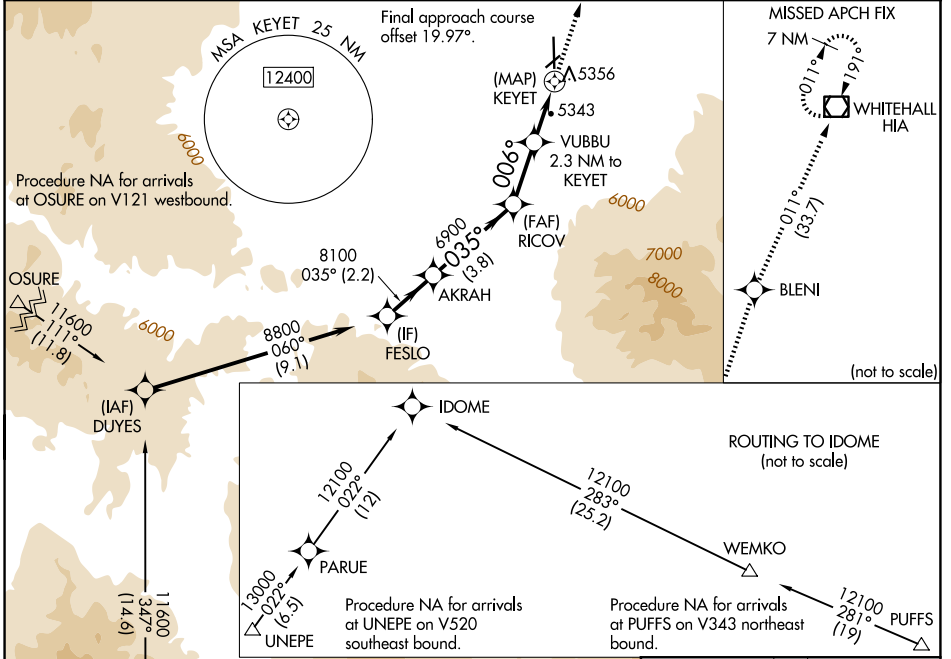 MSA KEYET 25 NM
12400
Final approach course
offset 19.97°.
6000
Procedure NA for arrivals
at OSURE on V121 westbound.
(MAP)
KEYET
5356
5343
VUBBU
2.3 NM to
KEYET
006°
(FAF)
RICOV
6900
035°
(3.8)
AKRAH
8100
035° (2.2)
(IF)
FESLO
8800
060°
(9.1)
OSURE
11600
111°
(11.8)
6000
(IAF)
DUYES
11600
347°
(14.6)
6000
7000
8000
MISSED APCH FIX
7 NM
011°
191°
WHITEHALL
HIA
011°
(33.7)
BLENI
(not to scale)
IDOME
ROUTING TO IDOME
(not to scale)
12100
022°
(12)
12100
283°
(25.2)
PARUE
WEMKO
13000
022°
(6.5)
UNEPE
Procedure NA for arrivals
at UNEPE on V520
southeast bound.
Procedure NA for arrivals
at PUFFS on V343 northeast
bound.
12100
281°
(19)
PUFFS